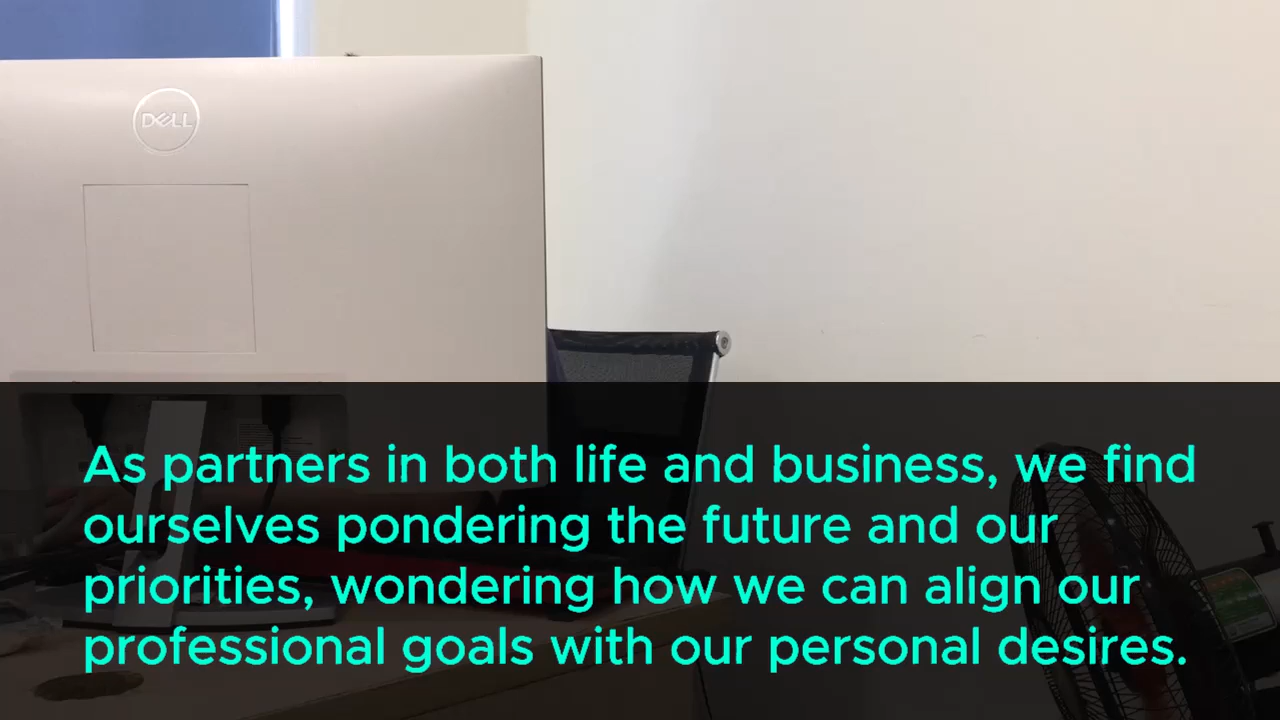 DELL
As partners in both life and business, we find
ourselves pondering the future and our
priorities, wondering how we can align our
professional goals with our personal desires.